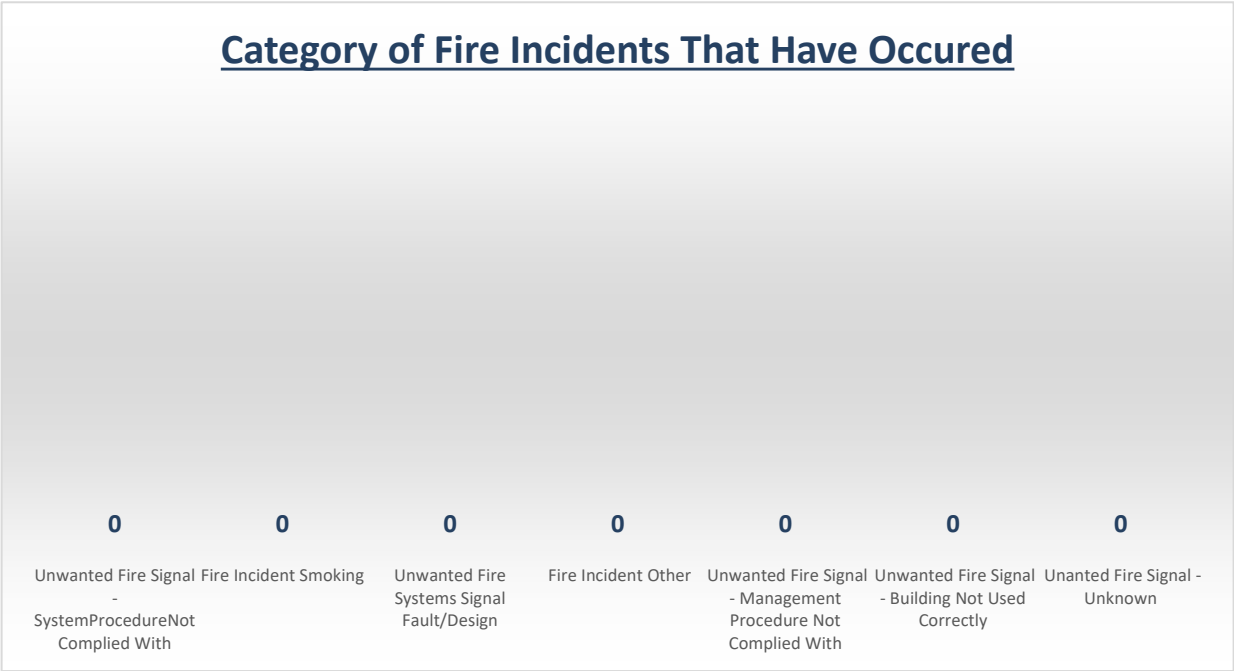 Category of Fire Incidents That Have Occured
0
0
0
0
0
0
0
Unwanted Fire Signal
-
SystemProcedureNot
Complied With
Fire Incident Smoking
Unwanted Fire
Systems Signal
Fault/Design
Fire Incident Other
Unwanted Fire Signal
- Management
Procedure Not
Complied With
Unwanted Fire Signal
- Building Not Used
Correctly
Unanted Fire Signal -
Unknown